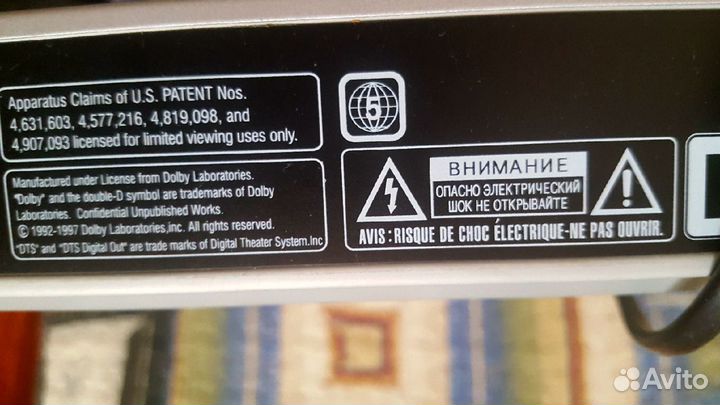 Apparatus Claims of U.S. PATENT Nos.
4,631,603, 4,577,216, 4,819,098, and
4,907,093 licensed for limited viewing uses only.
Manufactured under License from Dolby Laboratories.
"Dolby" and the double-D symbol are trademarks of Dolby
Laboratories. Confidential Unpublished Works.
© 1992-1997 Dolby Laboratories,inc. All rights reserved.
"DTS" and "DTS Digital Out" are trade marks of Digital Theater System.Inc
5
ВНИМАНИЕ
ОПАСНО ЭЛЕКТРИЧЕСКИЙ
ШОК НЕ ОТКРЫВАЙТЕ
AVIS : RISQUE DE CHOC ÉLECTRIQUE-NE PAS OUVRIR.
Avito